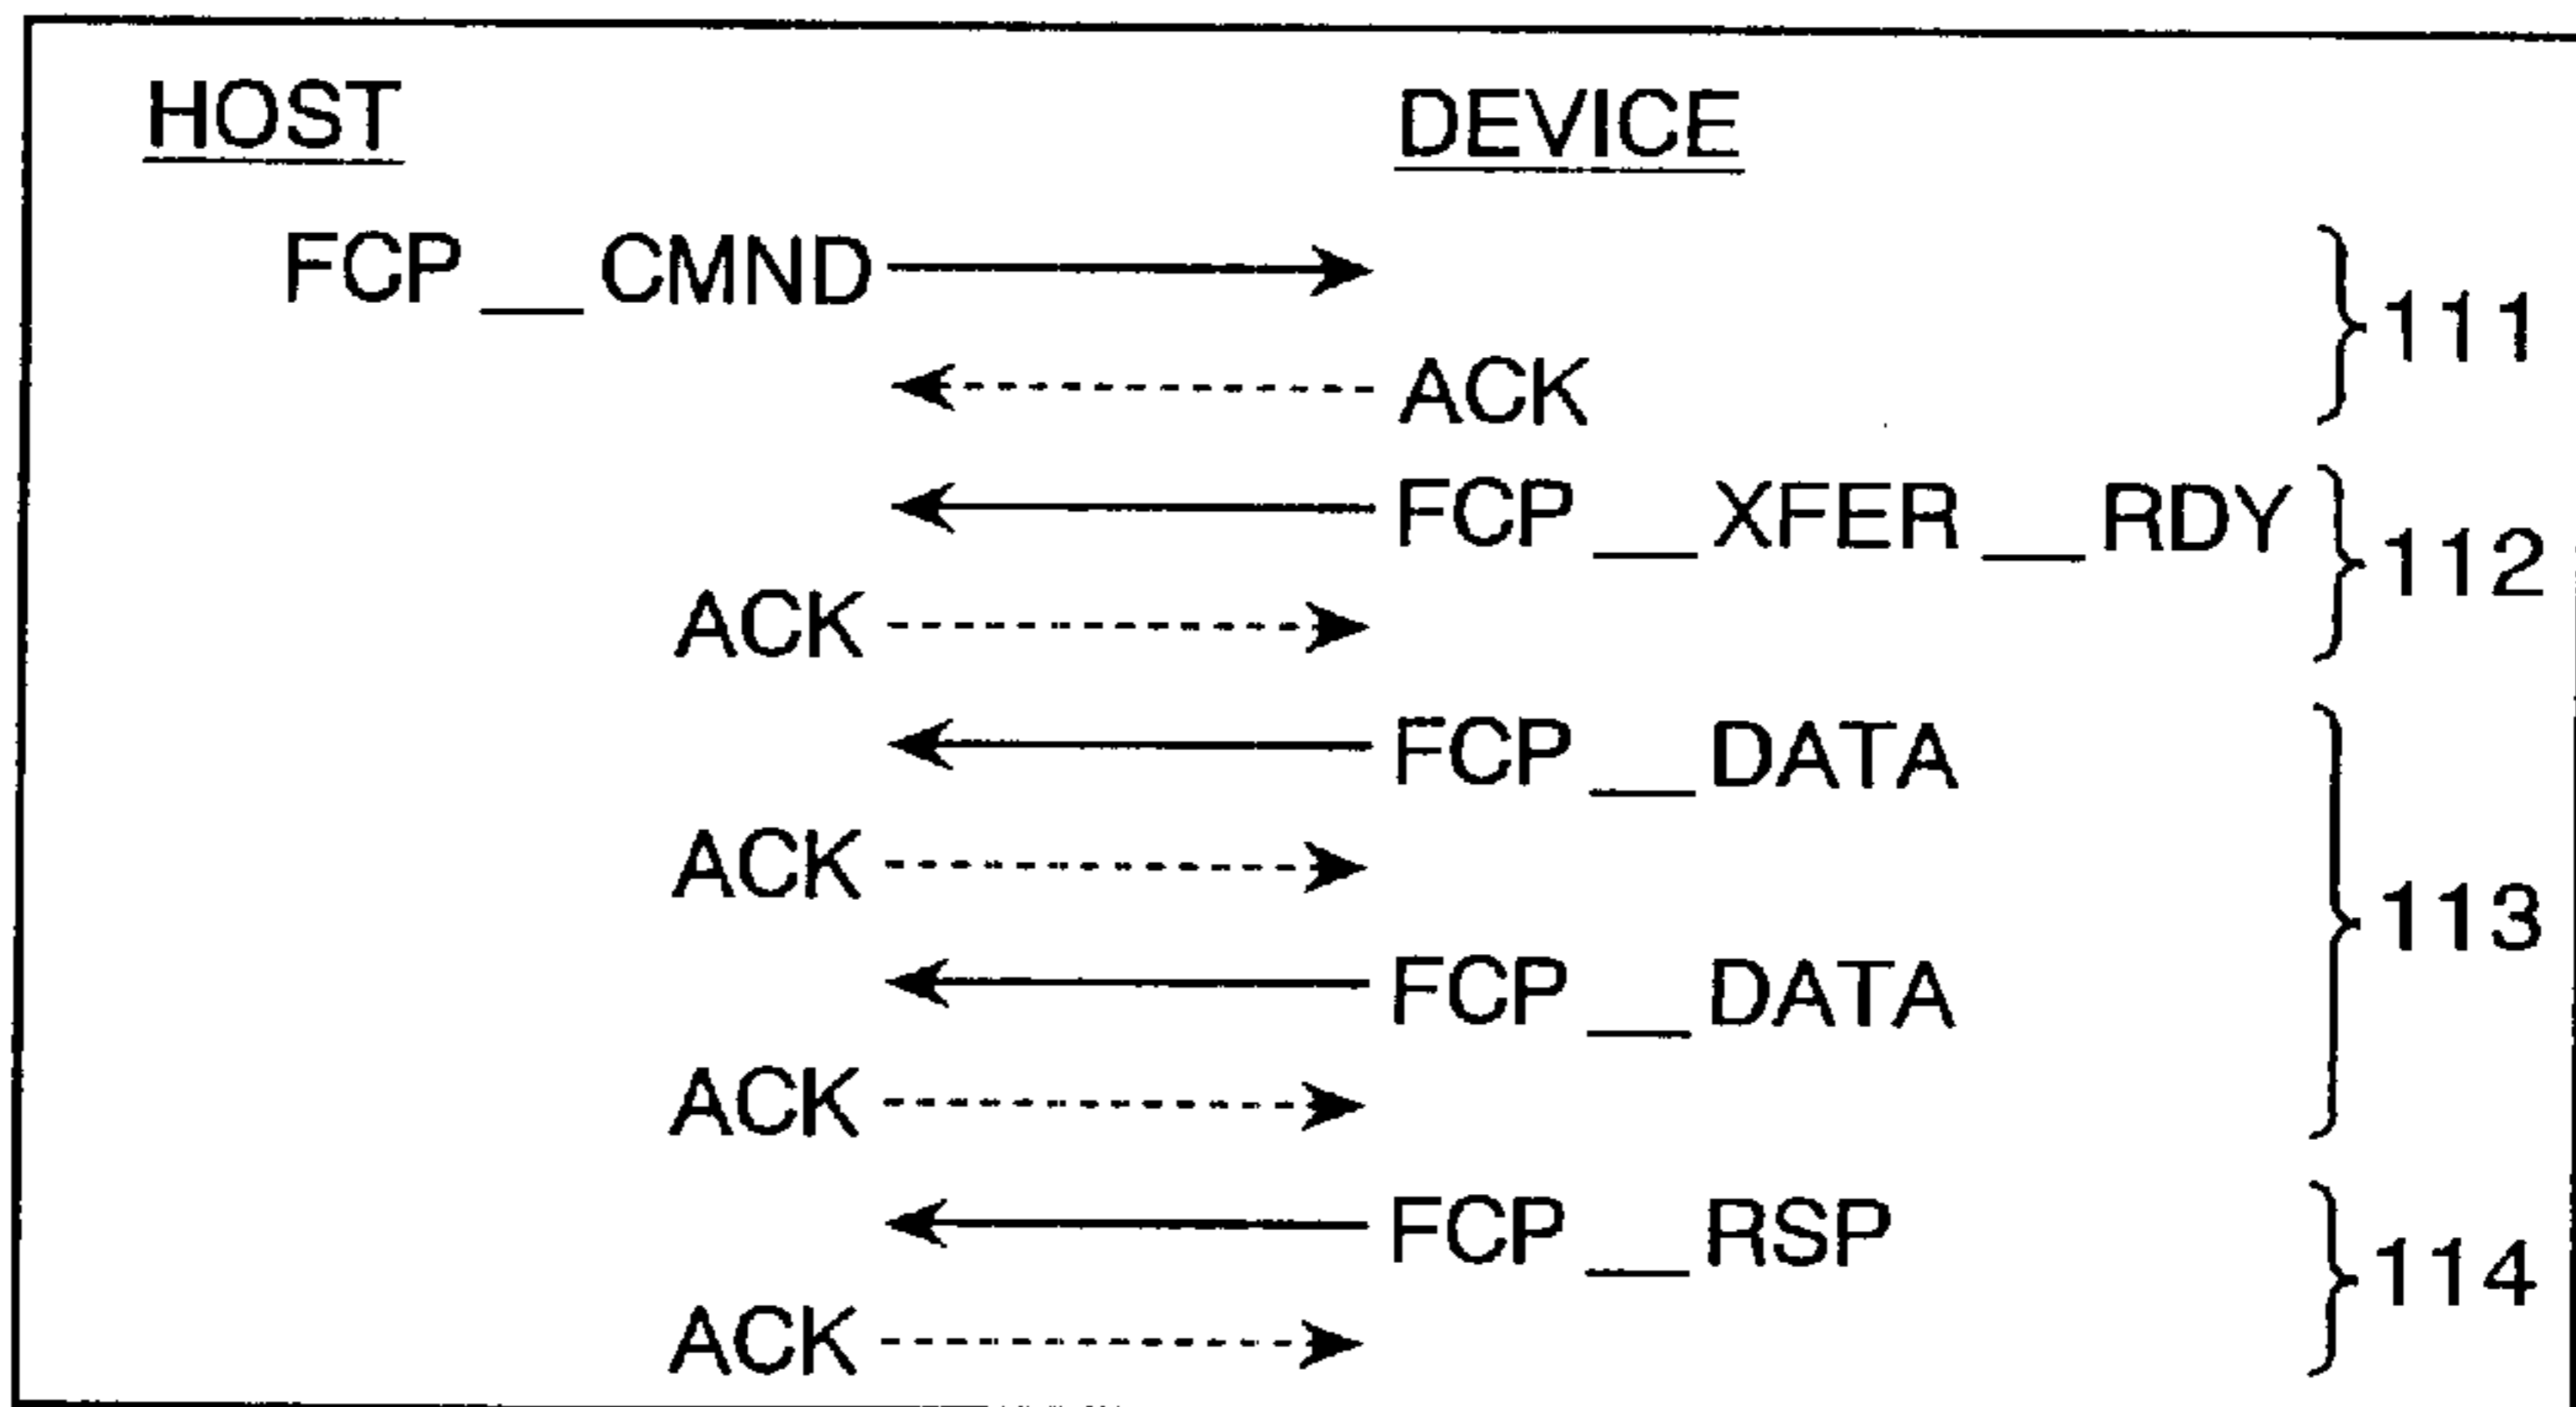 HOST DEVICE
FCP__CMND
111
ACK
FCP__XFER__RDY
112
ACK
FCP__DATA
ACK
113
FCP__DATA
ACK
FCP__RSP
114
ACK